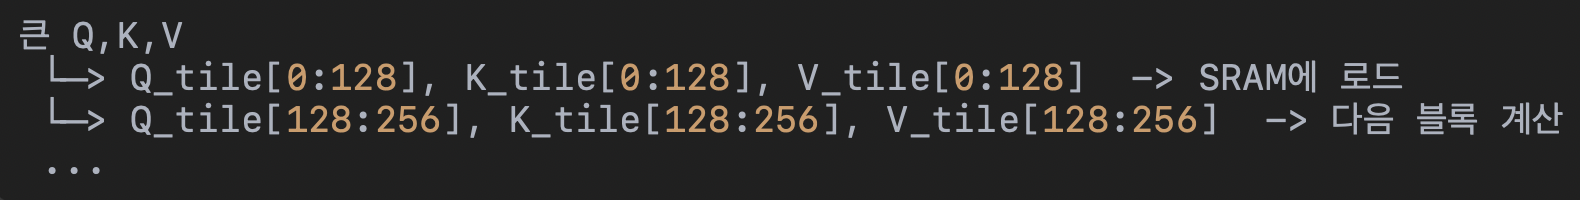 큰 Q,K,V
└─> Q_tile[0:128], K_tile[0:128], V_tile[0:128]  -> SRAM에 로드
└─> Q_tile[128:256], K_tile[128:256], V_tile[128:256]  -> 다음 블록 계산
...